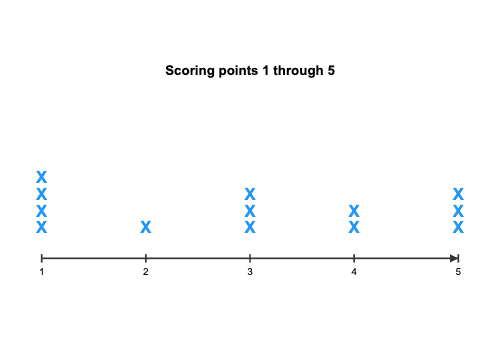 Scoring points 1 through 5
X
X X X
X X X X
X X X X X
1 2 3 4 5